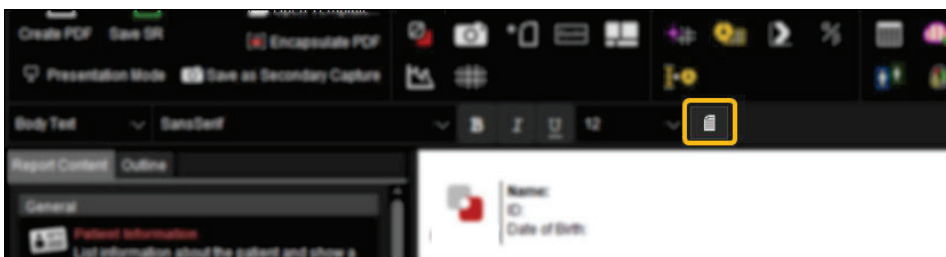 Create PDF Save SR
Encapsulate PDF
Presentation Mode Save as Secondary Capture
Body Text SansSerif B I U 12
Report Content Outline
General
Patient Information
List information about the patient and show a
Name:
ID:
Date of Birth: